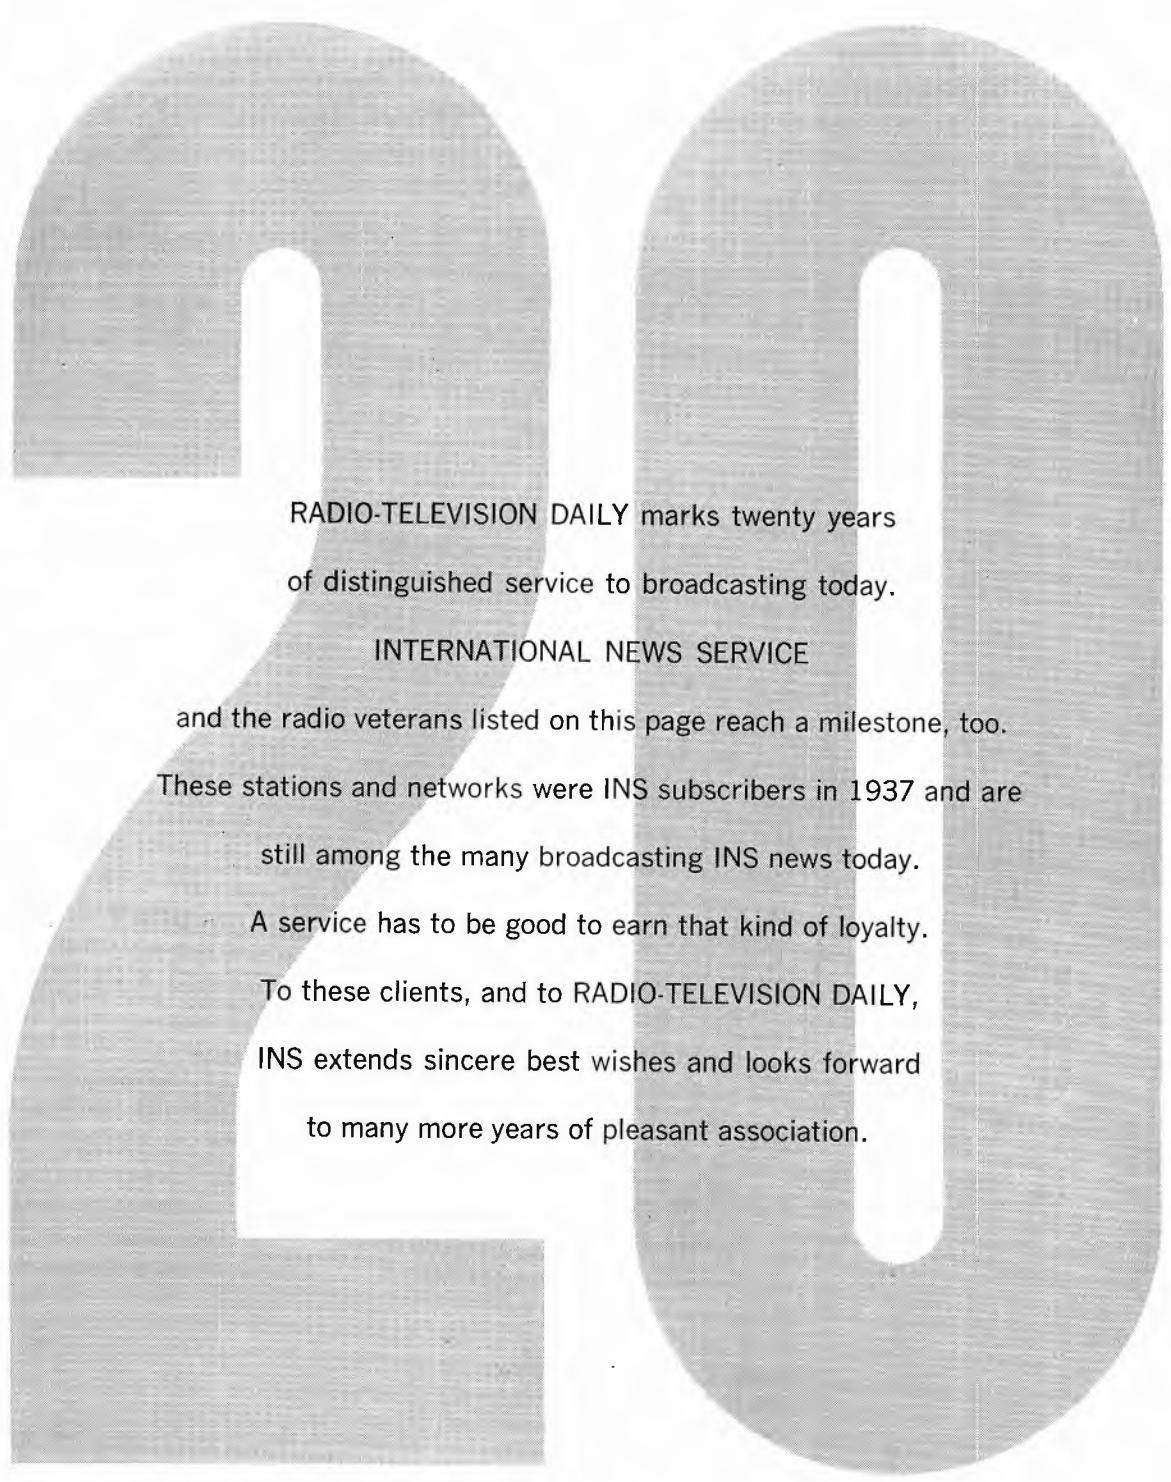 20
RADIO-TELEVISION DAILY marks twenty years
of distinguished service to broadcasting today.
INTERNATIONAL NEWS SERVICE
and the radio veterans listed on this page reach a milestone, too.
These stations and networks were INS subscribers in 1937 and are
still among the many broadcasting INS news today.
A service has to be good to earn that kind of loyalty.
To these clients, and to RADIO-TELEVISION DAILY,
INS extends sincere best wishes and looks forward
to many more years of pleasant association.